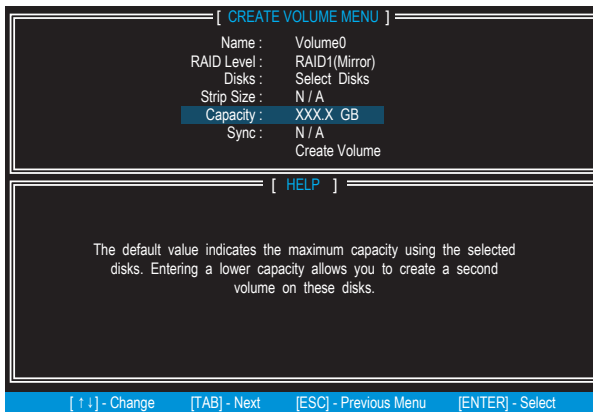 [ CREATE VOLUME MENU ]
Name : Volume0
RAID Level : RAID1(Mirror)
Disks : Select Disks
Strip Size : N / A
Capacity : XXX.X GB
Sync : N / A
Create Volume
[ HELP ]
The default value indicates the maximum capacity using the selected
disks. Entering a lower capacity allows you to create a second
volume on these disks.
[ ↑↓] - Change [TAB] - Next [ESC] - Previous Menu [ENTER] - Select